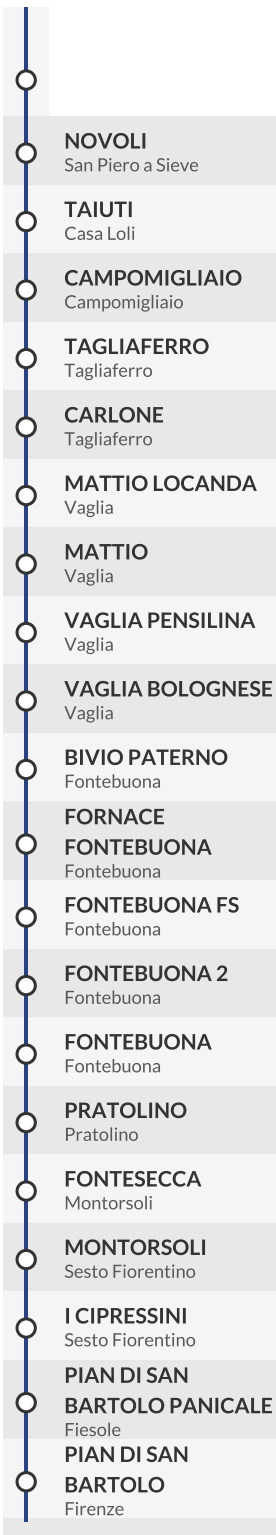 NOVOLI
San Piero a Sieve
TAIUTI
Casa Loli
CAMPOMIGLIAIO
Campomigliaio
TAGLIAFERRO
Tagliaferro
CARLONE
Tagliaferro
MATTIO LOCANDA
Vaglia
MATTIO
Vaglia
VAGLIA PENSILINA
Vaglia
VAGLIA BOLOGNESE
Vaglia
BIVIO PATERNO
Fontebuona
FORNACE
FONTEBUONA
Fontebuona
FONTEBUONA FS
Fontebuona
FONTEBUONA 2
Fontebuona
FONTEBUONA
Fontebuona
PRATOLINO
Pratolino
FONTESECCA
Montorsoli
MONTORSOLI
Sesto Fiorentino
I CIPRESSINI
Sesto Fiorentino
PIAN DI SAN
BARTOLO PANICALE
Fiesole
PIAN DI SAN
BARTOLO
Firenze